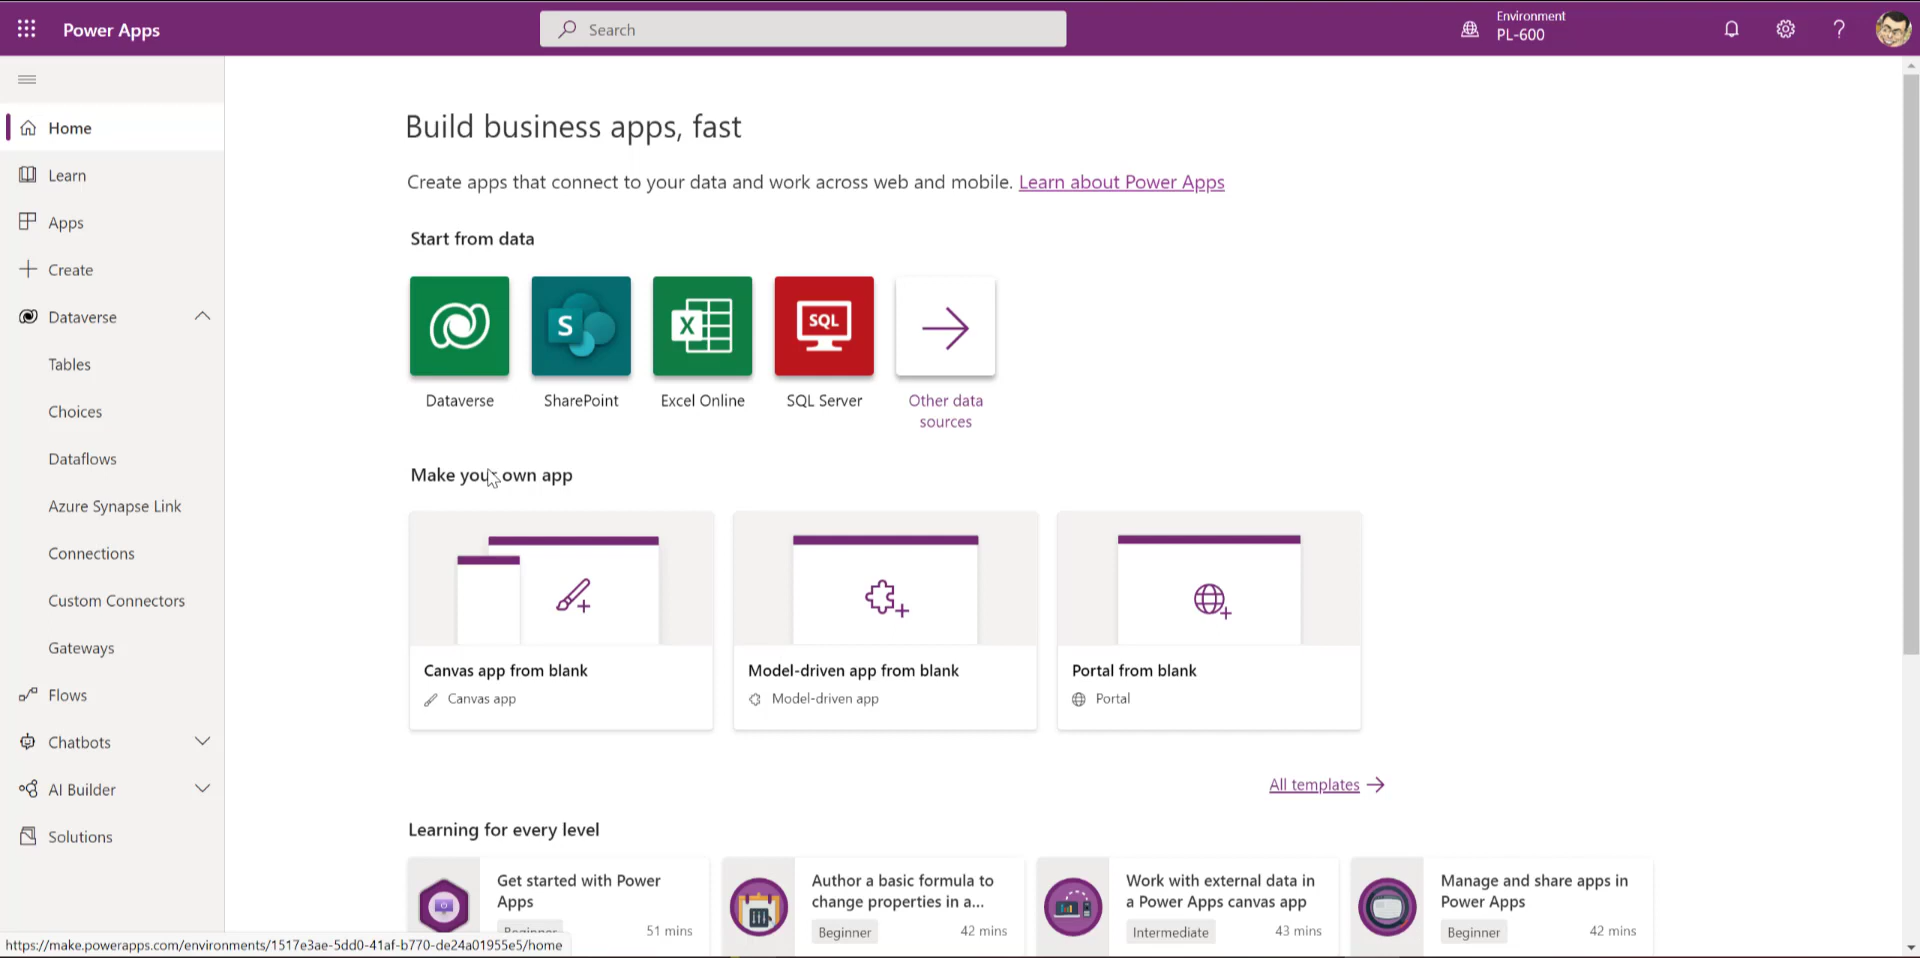 Power Apps
Search
Environment
PL-600
Home
Learn
Apps
Create
Dataverse
Tables
Choices
Dataflows
Azure Synapse Link
Connections
Custom Connectors
Gateways
Flows
Chatbots
AI Builder
Solutions
Build business apps, fast
Create apps that connect to your data and work across web and mobile. Learn about Power Apps
Start from data
S
X
SQL
Dataverse
SharePoint
Excel Online
SQL Server
Other data
sources
Make your own app
Canvas app from blank
Canvas app
Model-driven app from blank
Model-driven app
Portal from blank
Portal
All templates
Learning for every level
Get started with Power
Apps
Beginner
51 mins
Author a basic formula to
change properties in a...
Beginner
42 mins
Work with external data in
a Power Apps canvas app
Intermediate
43 mins
Manage and share apps in
Power Apps
Beginner
42 mins
https://make.powerapps.com/environments/1517e3ae-5dd0-41af-b770-de24a01955e5/home